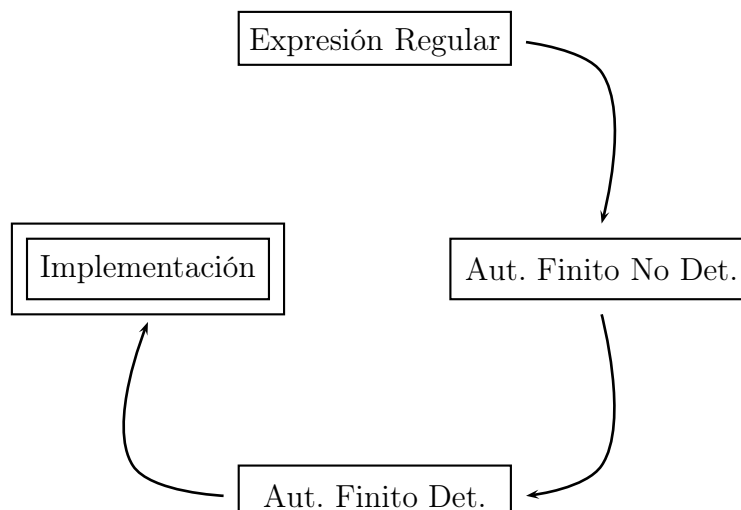 Expresión Regular
Implementación
Aut. Finito No Det.
Aut. Finito Det.